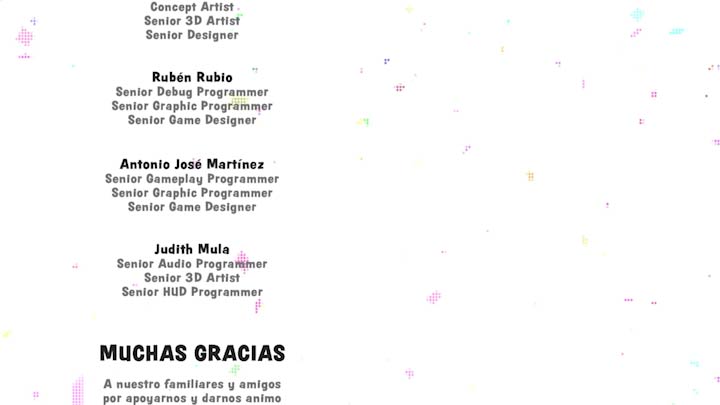 Concept Artist
Senior 3D Artist
Senior Designer
Rubén Rubio
Senior Debug Programmer
Senior Graphic Programmer
Senior Game Designer
Antonio José Martínez
Senior Gameplay Programmer
Senior Graphic Programmer
Senior Game Designer
Judith Mula
Senior Audio Programmer
Senior 3D Artist
Senior HUD Programmer
MUCHAS GRACIAS
A nuestro familiares y amigos
por apoyarnos y darnos animo